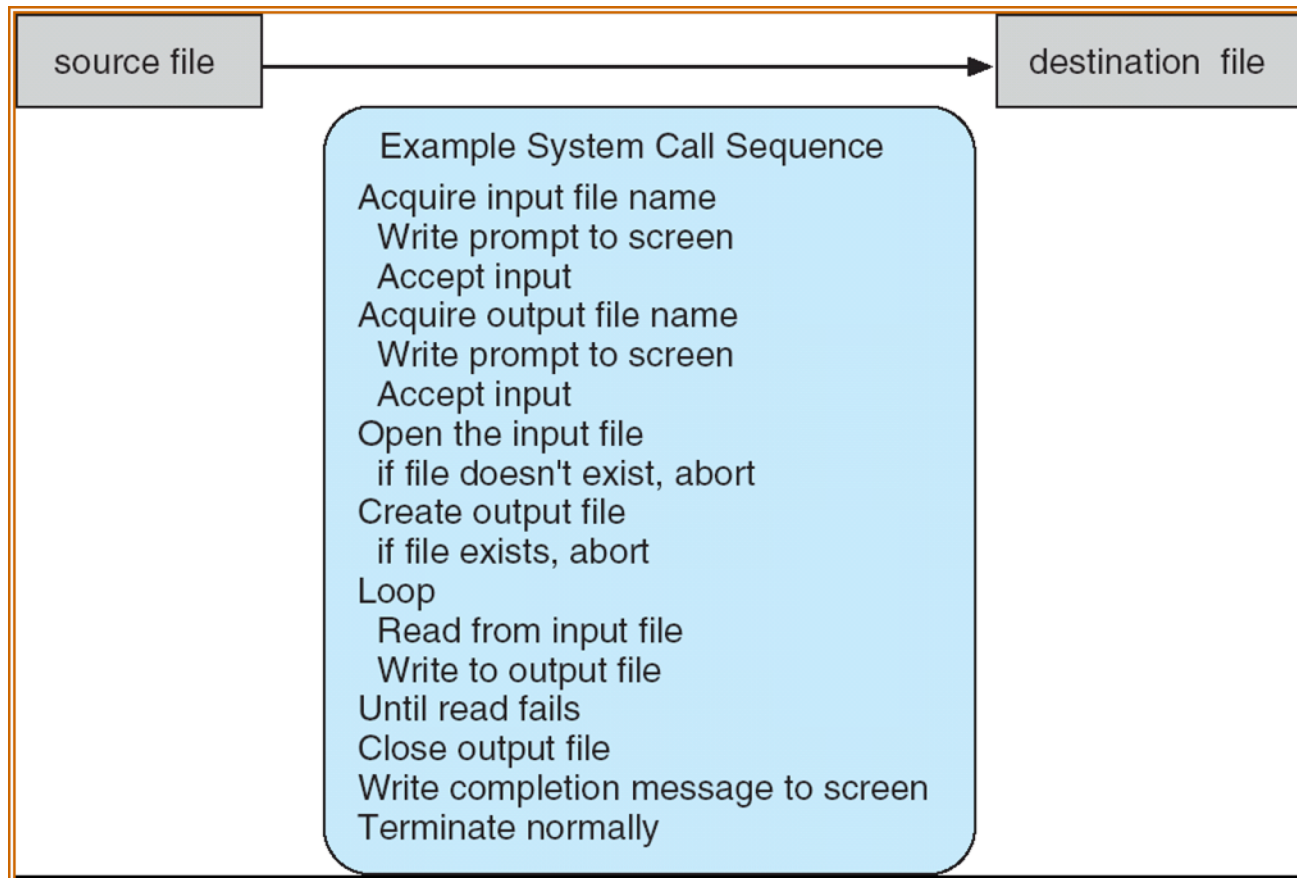 source file
destination file
Example System Call Sequence
Acquire input file name
Write prompt to screen
Accept input
Acquire output file name
Write prompt to screen
Accept input
Open the input file
if file doesn't exist, abort
Create output file
if file exists, abort
Loop
Read from input file
Write to output file
Until read fails
Close output file
Write completion message to screen
Terminate normally